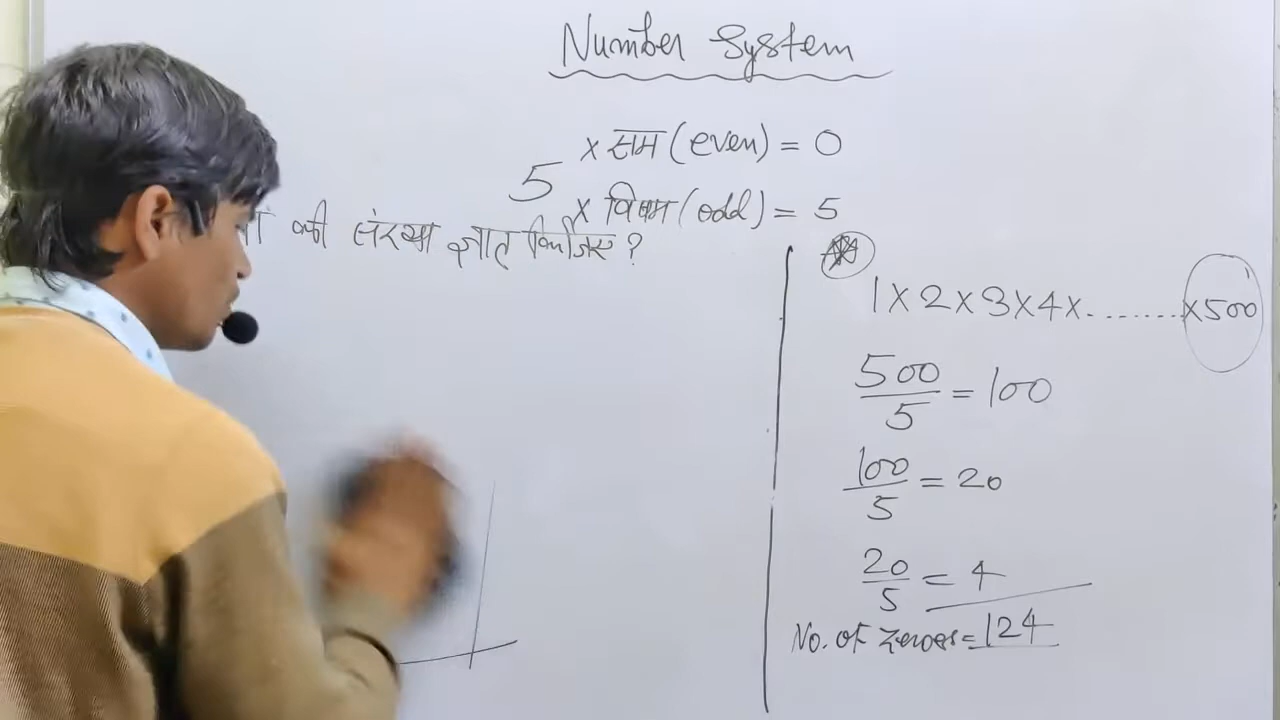 Number System
× सम (even) = 0
5
× विषम (odd) = 5
की संख्या ज्ञात किजिए ?
1×2×3×4×.......×500
500/5 = 100
100/5 = 20
20/5 = 4
No. of zeroes = 124